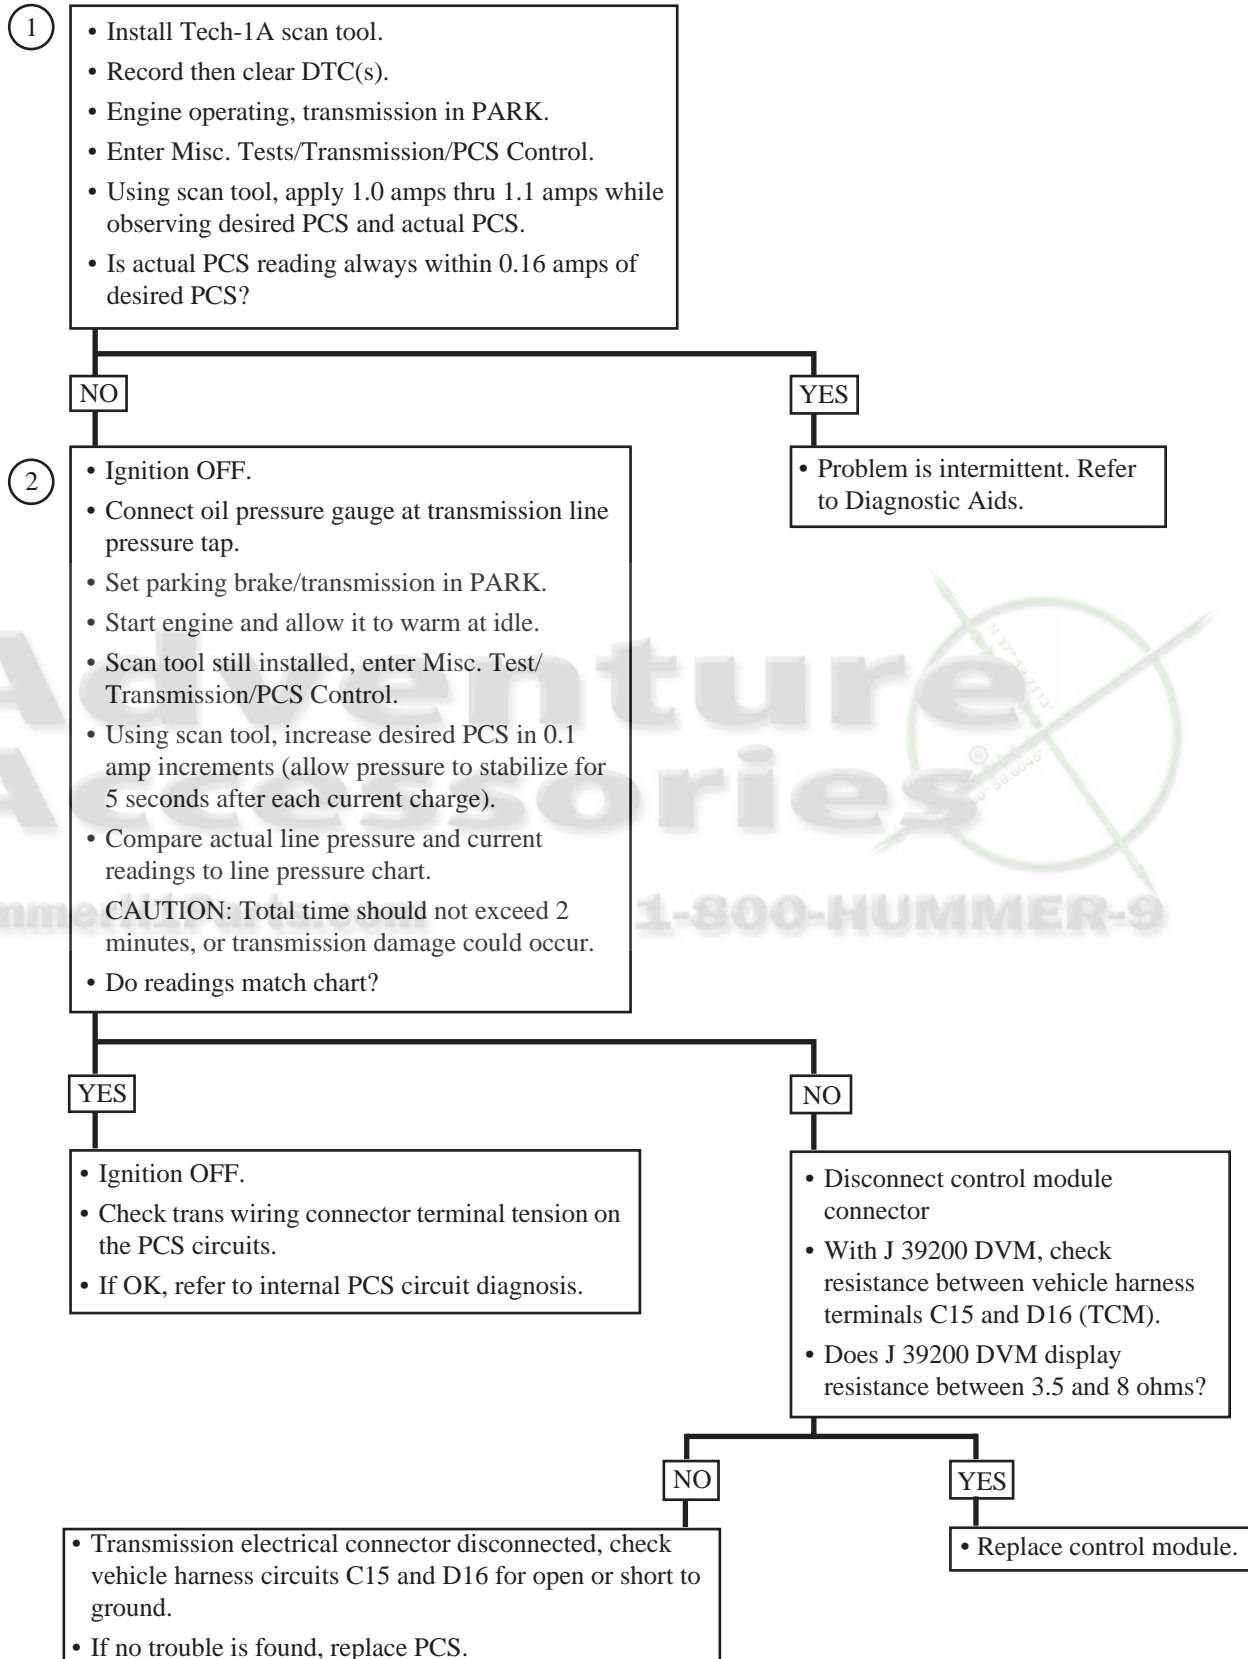 1
• Install Tech-1A scan tool.
• Record then clear DTC(s).
• Engine operating, transmission in PARK.
• Enter Misc. Tests/Transmission/PCS Control.
• Using scan tool, apply 1.0 amps thru 1.1 amps while
observing desired PCS and actual PCS.
• Is actual PCS reading always within 0.16 amps of
desired PCS?
NO
YES
2
• Ignition OFF.
• Connect oil pressure gauge at transmission line
pressure tap.
• Set parking brake/transmission in PARK.
• Start engine and allow it to warm at idle.
• Scan tool still installed, enter Misc. Test/
Transmission/PCS Control.
• Using scan tool, increase desired PCS in 0.1
amp increments (allow pressure to stabilize for
5 seconds after each current charge).
• Compare actual line pressure and current
readings to line pressure chart.
CAUTION: Total time should not exceed 2
minutes, or transmission damage could occur.
• Do readings match chart?
• Problem is intermittent. Refer
to Diagnostic Aids.
Adventure
Accessories
®
N 37° 59.7113'
56.6045'
mmerH1Parts.com 1-800-HUMMER-9
YES
NO
• Ignition OFF.
• Check trans wiring connector terminal tension on
the PCS circuits.
• If OK, refer to internal PCS circuit diagnosis.
• Disconnect control module
connector
• With J 39200 DVM, check
resistance between vehicle harness
terminals C15 and D16 (TCM).
• Does J 39200 DVM display
resistance between 3.5 and 8 ohms?
NO
YES
• Transmission electrical connector disconnected, check
vehicle harness circuits C15 and D16 for open or short to
ground.
• If no trouble is found, replace PCS.
• Replace control module.